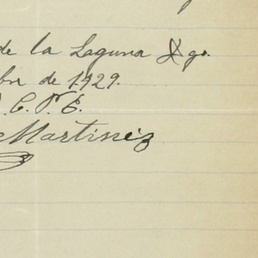 de la Laguna Dgo.
bre de 1929.
C. P. E.
Martinez